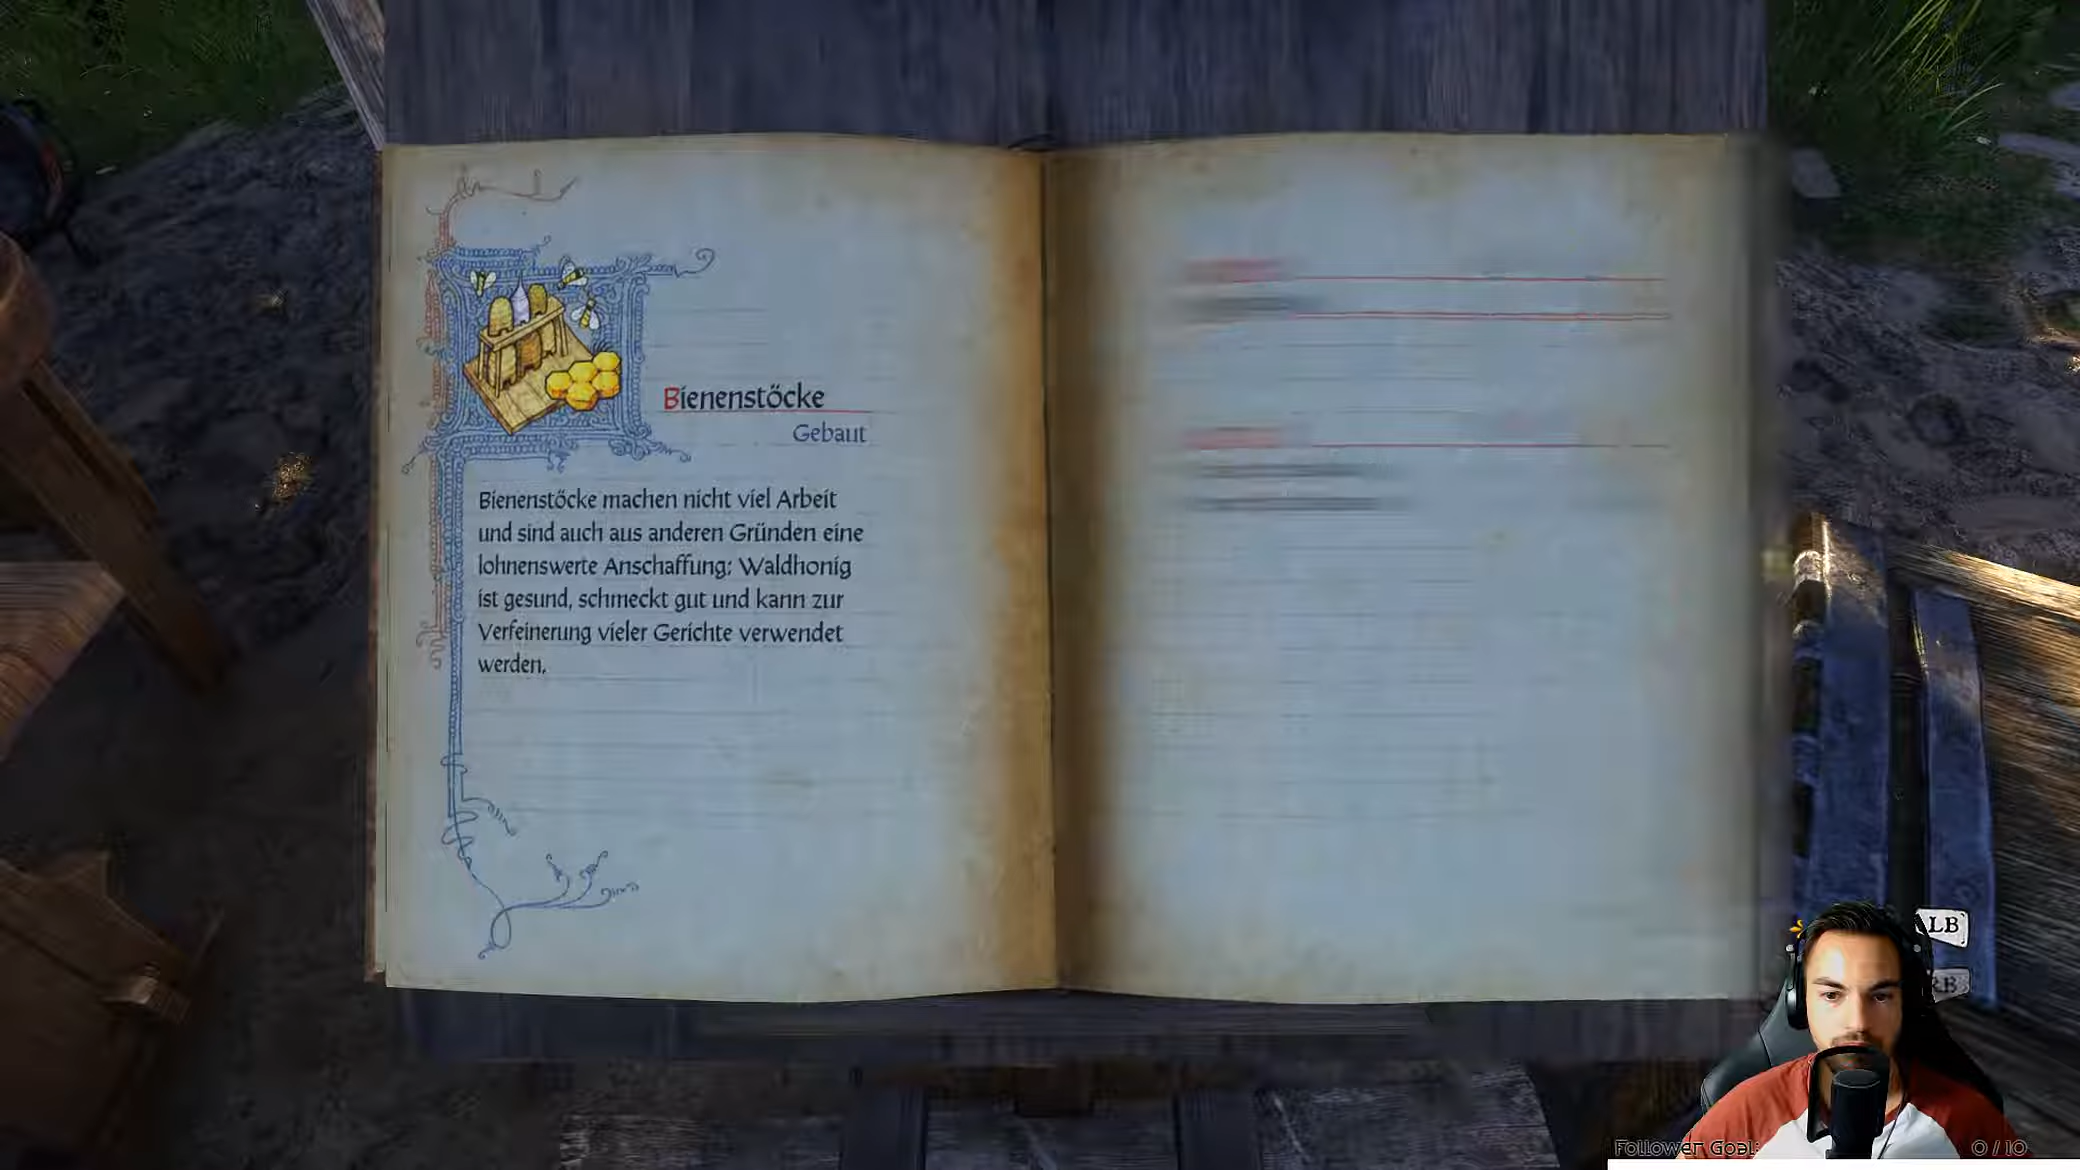 Bienenstöcke
Gebaut
Bienenstöcke machen nicht viel Arbeit
und sind auch aus anderen Gründen eine
lohnenswerte Anschaffung: Waldhonig
ist gesund, schmeckt gut und kann zur
Verfeinerung vieler Gerichte verwendet
werden.
LB
RB
Follower Goal:
0 / 10